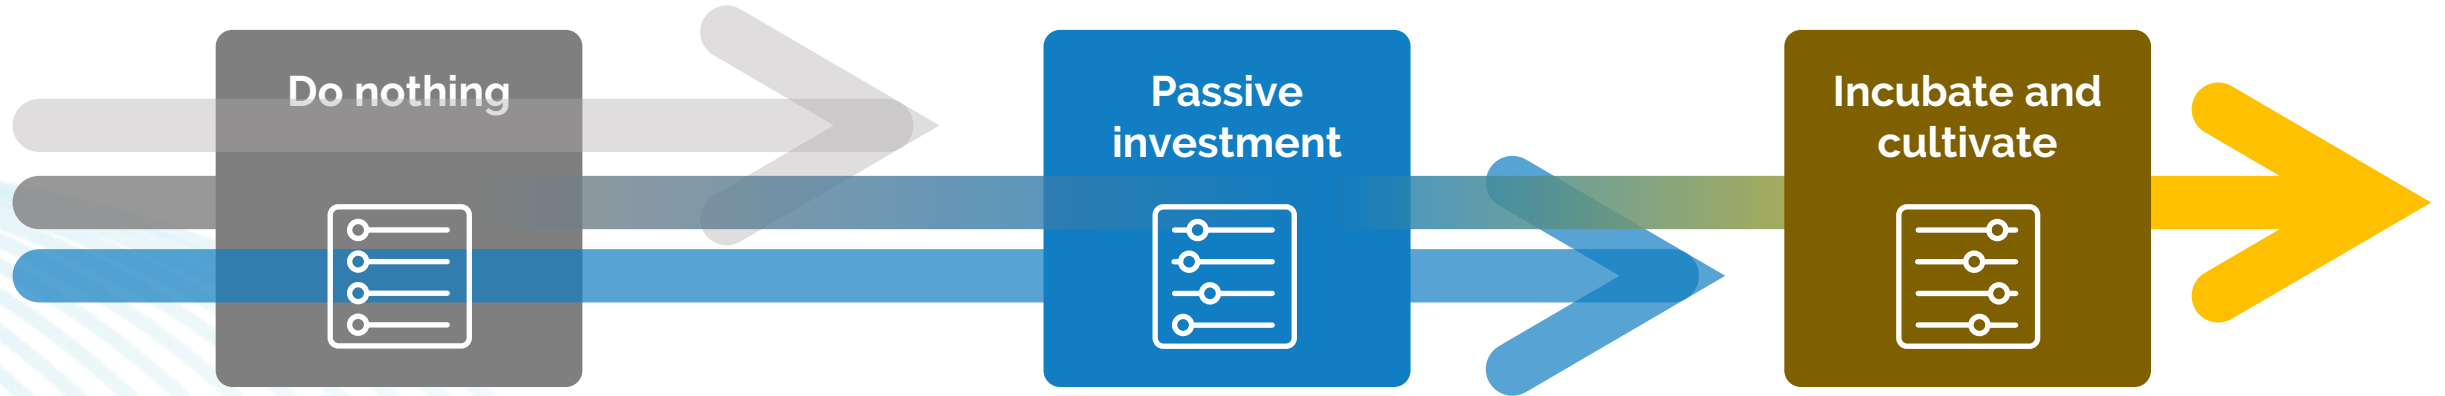 Do nothing
Passive
investment
Incubate and
cultivate